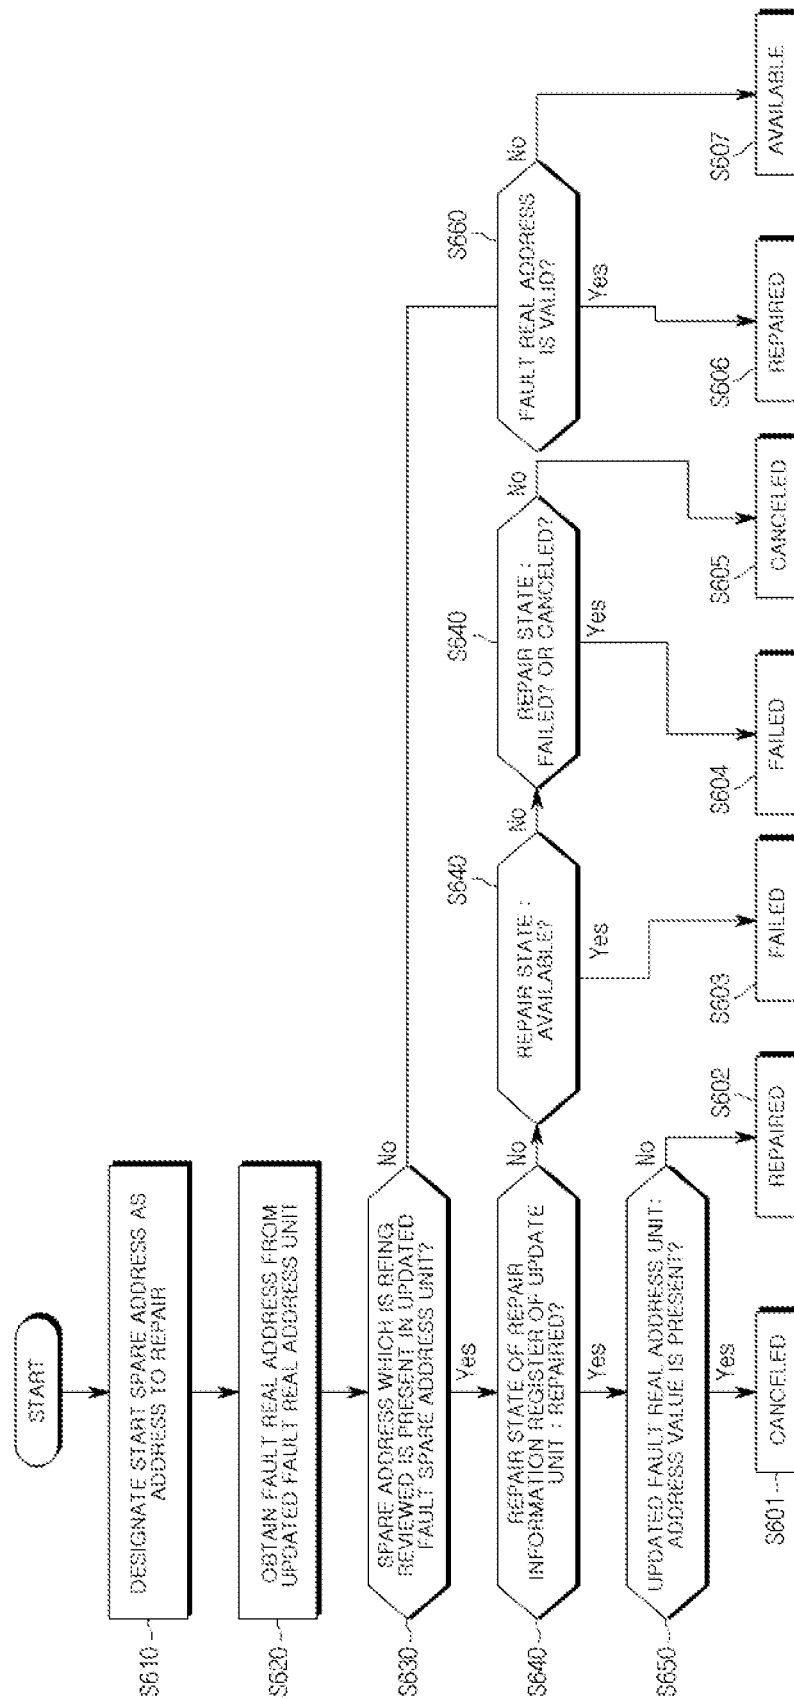 START
S610
DESIGNATE START SPARE ADDRESS AS
ADDRESS TO REPAIR
S620
OBTAIN FAULT REAL ADDRESS FROM
UPDATED FAULT REAL ADDRESS UNIT
S630
SPARE ADDRESS WHICH IS BEING
REVIEWED IS PRESENT IN UPDATED
FAULT SPARE ADDRESS UNIT?
No
Yes
S640
REPAIR STATE OF REPAIR
INFORMATION REGISTER OF UPDATE
UNIT : REPAIRED?
No
Yes
S640
REPAIR STATE :
AVAILABLE?
No
Yes
S640
REPAIR STATE :
FAILED? OR CANCELED?
No
Yes
S660
FAULT REAL ADDRESS
IS VALID?
No
Yes
S650
UPDATED FAULT REAL ADDRESS UNIT:
ADDRESS VALUE IS PRESENT?
No
Yes
S601
CANCELED
S602
REPAIRED
S603
FAILED
S604
FAILED
S605
CANCELED
S606
REPAIRED
S607
AVAILABLE